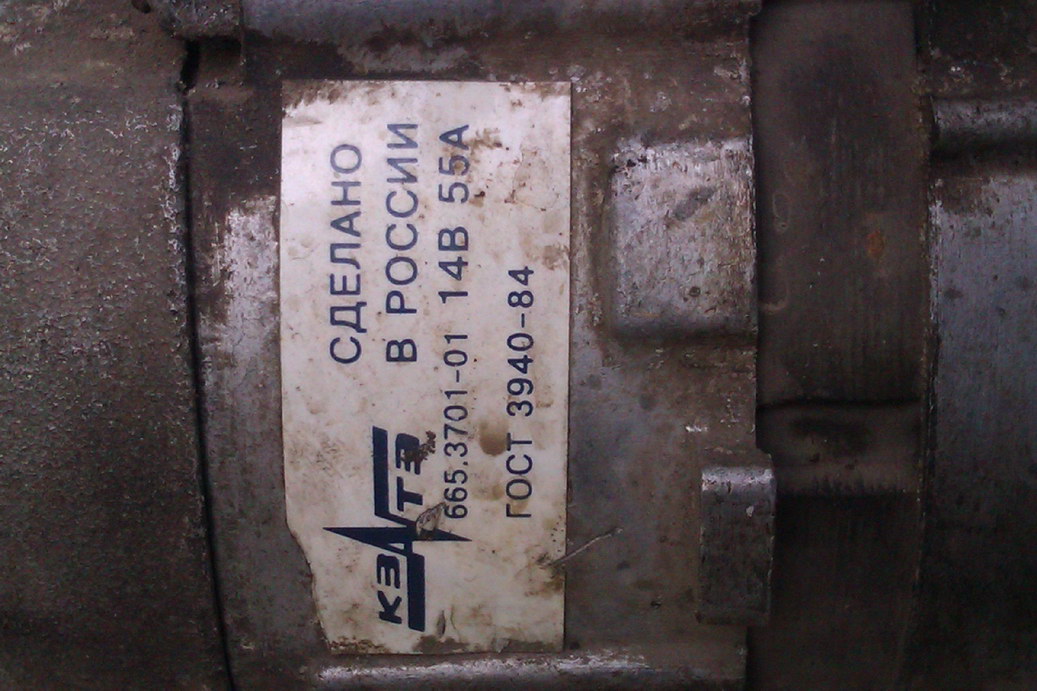 СДЕЛАНО
В РОССИИ
КЗАТЭ
665.3701-01 14В 55А
ГОСТ 3940-84